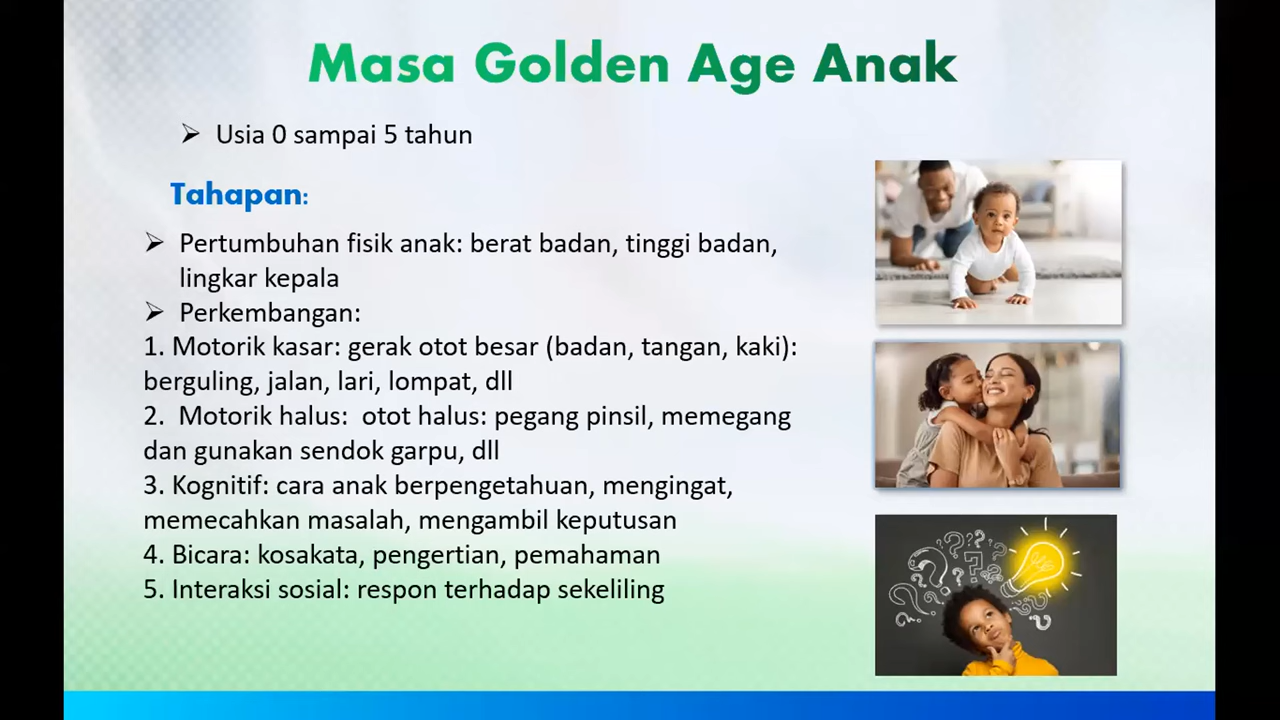 Masa Golden Age Anak
➢ Usia 0 sampai 5 tahun
Tahapan:
➢ Pertumbuhan fisik anak: berat badan, tinggi badan,
lingkar kepala
➢ Perkembangan:
1. Motorik kasar: gerak otot besar (badan, tangan, kaki):
berguling, jalan, lari, lompat, dll
2. Motorik halus: otot halus: pegang pinsil, memegang
dan gunakan sendok garpu, dll
3. Kognitif: cara anak berpengetahuan, mengingat,
memecahkan masalah, mengambil keputusan
4. Bicara: kosakata, pengertian, pemahaman
5. Interaksi sosial: respon terhadap sekeliling